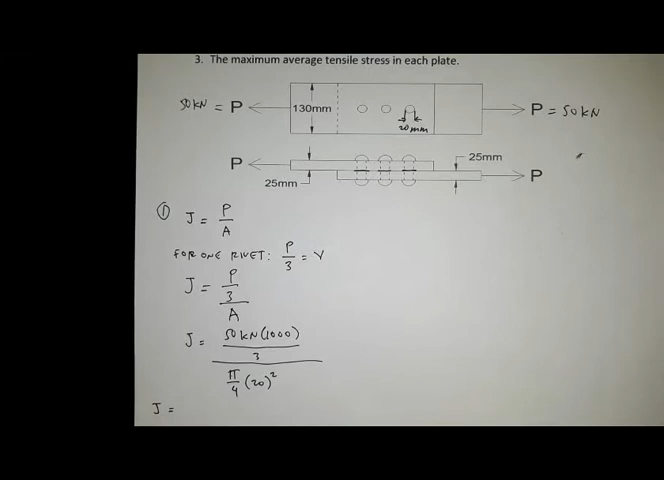 3. The maximum average tensile stress in each plate.
50 kN = P
130mm
P = 50 kN
20 mm
P
25mm
25mm
P
① J = P/A
FOR ONE RIVET: P/3 = V
J = P/3 / A
J = 50 kN (1000) / 3 / π/4 (20)²
J =